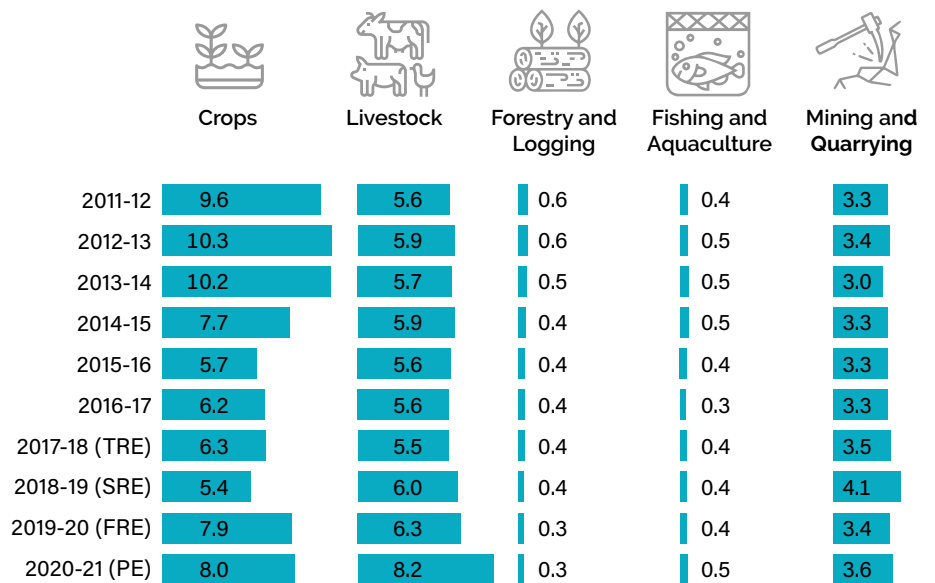 Crops
Livestock
Forestry and
Logging
Fishing and
Aquaculture
Mining and
Quarrying
2011-12 9.6 5.6 0.6 0.4 3.3
2012-13 10.3 5.9 0.6 0.5 3.4
2013-14 10.2 5.7 0.5 0.5 3.0
2014-15 7.7 5.9 0.4 0.5 3.3
2015-16 5.7 5.6 0.4 0.4 3.3
2016-17 6.2 5.6 0.4 0.3 3.3
2017-18 (TRE) 6.3 5.5 0.4 0.4 3.5
2018-19 (SRE) 5.4 6.0 0.4 0.4 4.1
2019-20 (FRE) 7.9 6.3 0.3 0.4 3.4
2020-21 (PE) 8.0 8.2 0.3 0.5 3.6